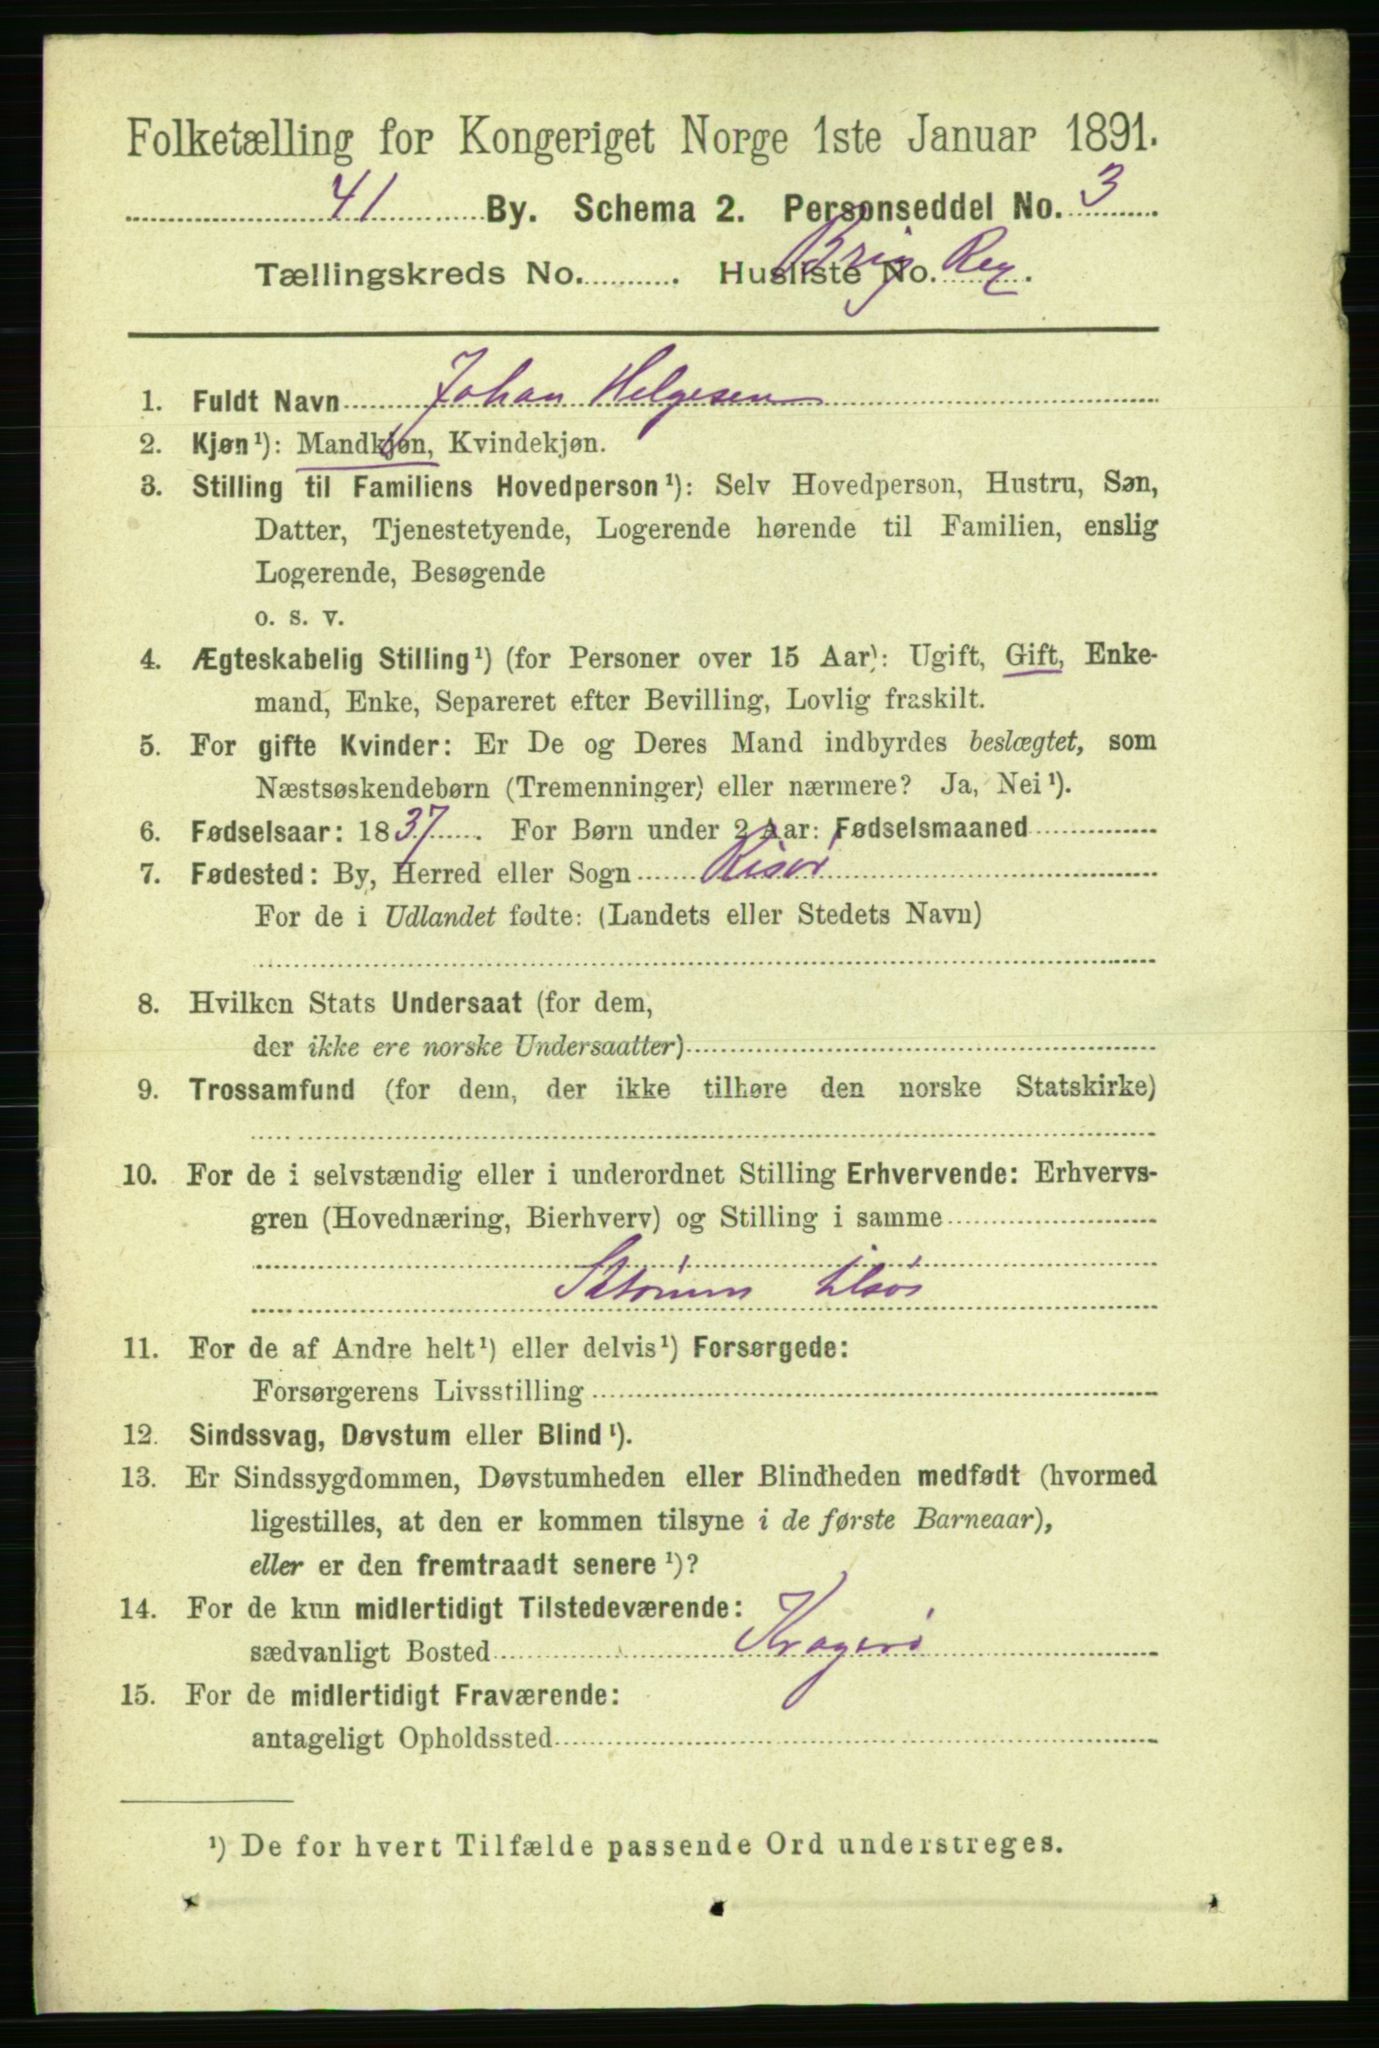 Folketælling for Kongeriget Norge 1ste Januar 1891.
41 By. Schema 2. Personseddel No. 3
Tællingskreds No. . Husliste No. Brig Rex.
1. Fuldt Navn Johan Helgesen
2. Kjøn¹): Mandkjøn, Kvindekjøn.
3. Stilling til Familiens Hovedperson¹): Selv Hovedperson, Hustru, Søn,
Datter, Tjenestetyende, Logerende hørende til Familien, enslig
Logerende, Besøgende
o. s. v.
4. Ægteskabelig Stilling¹) (for Personer over 15 Aar): Ugift, Gift, Enke-
mand, Enke, Separeret efter Bevilling, Lovlig fraskilt.
5. For gifte Kvinder: Er De og Deres Mand indbyrdes beslægtet, som
Næstsøskendebørn (Tremenninger) eller nærmere? Ja, Nei¹).
6. Fødselsaar: 1837. For Børn under 2 Aar: Fødselsmaaned
7. Fødested: By, Herred eller Sogn Risør
For de i Udlandet fødte: (Landets eller Stedets Navn)
8. Hvilken Stats Undersaat (for dem,
der ikke ere norske Undersaatter)
9. Trossamfund (for dem, der ikke tilhøre den norske Statskirke)
10. For de i selvstændig eller i underordnet Stilling Erhvervende: Erhvervs-
gren (Hovednæring, Bierhverv) og Stilling i samme
tilsøs
11. For de af Andre helt¹) eller delvis¹) Forsørgede:
Forsørgerens Livsstilling
12. Sindssvag, Døvstum eller Blind¹).
13. Er Sindssygdommen, Døvstumheden eller Blindheden medfødt (hvormed
ligestilles, at den er kommen tilsyne i de første Barneaar),
eller er den fremtraadt senere¹)?
14. For de kun midlertidigt Tilstedeværende:
sædvanligt Bosted Kragerö
15. For de midlertidigt Fraværende:
antageligt Opholdssted
¹) De for hvert Tilfælde passende Ord understreges.